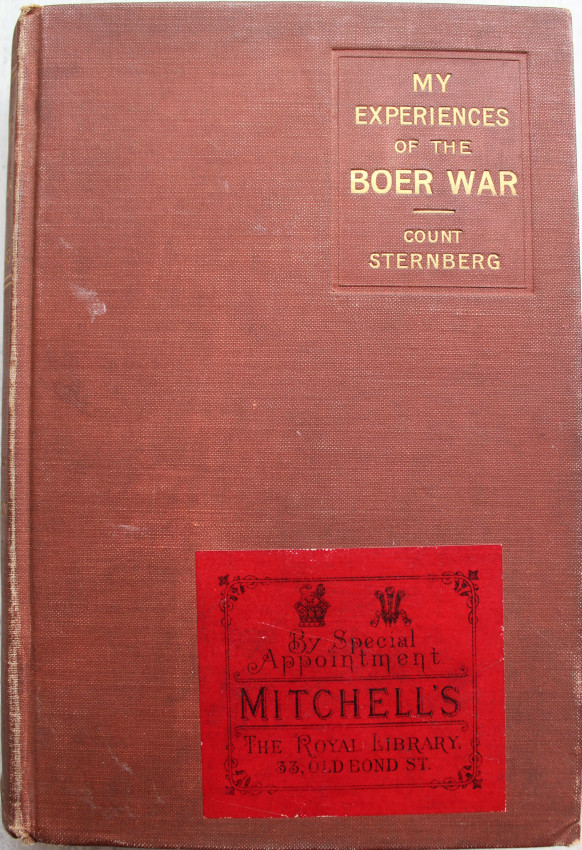 MY
EXPERIENCES
OF THE
BOER WAR
COUNT
STERNBERG
By Special
Appointment
MITCHELL'S
THE ROYAL LIBRARY.
33, OLD BOND ST.